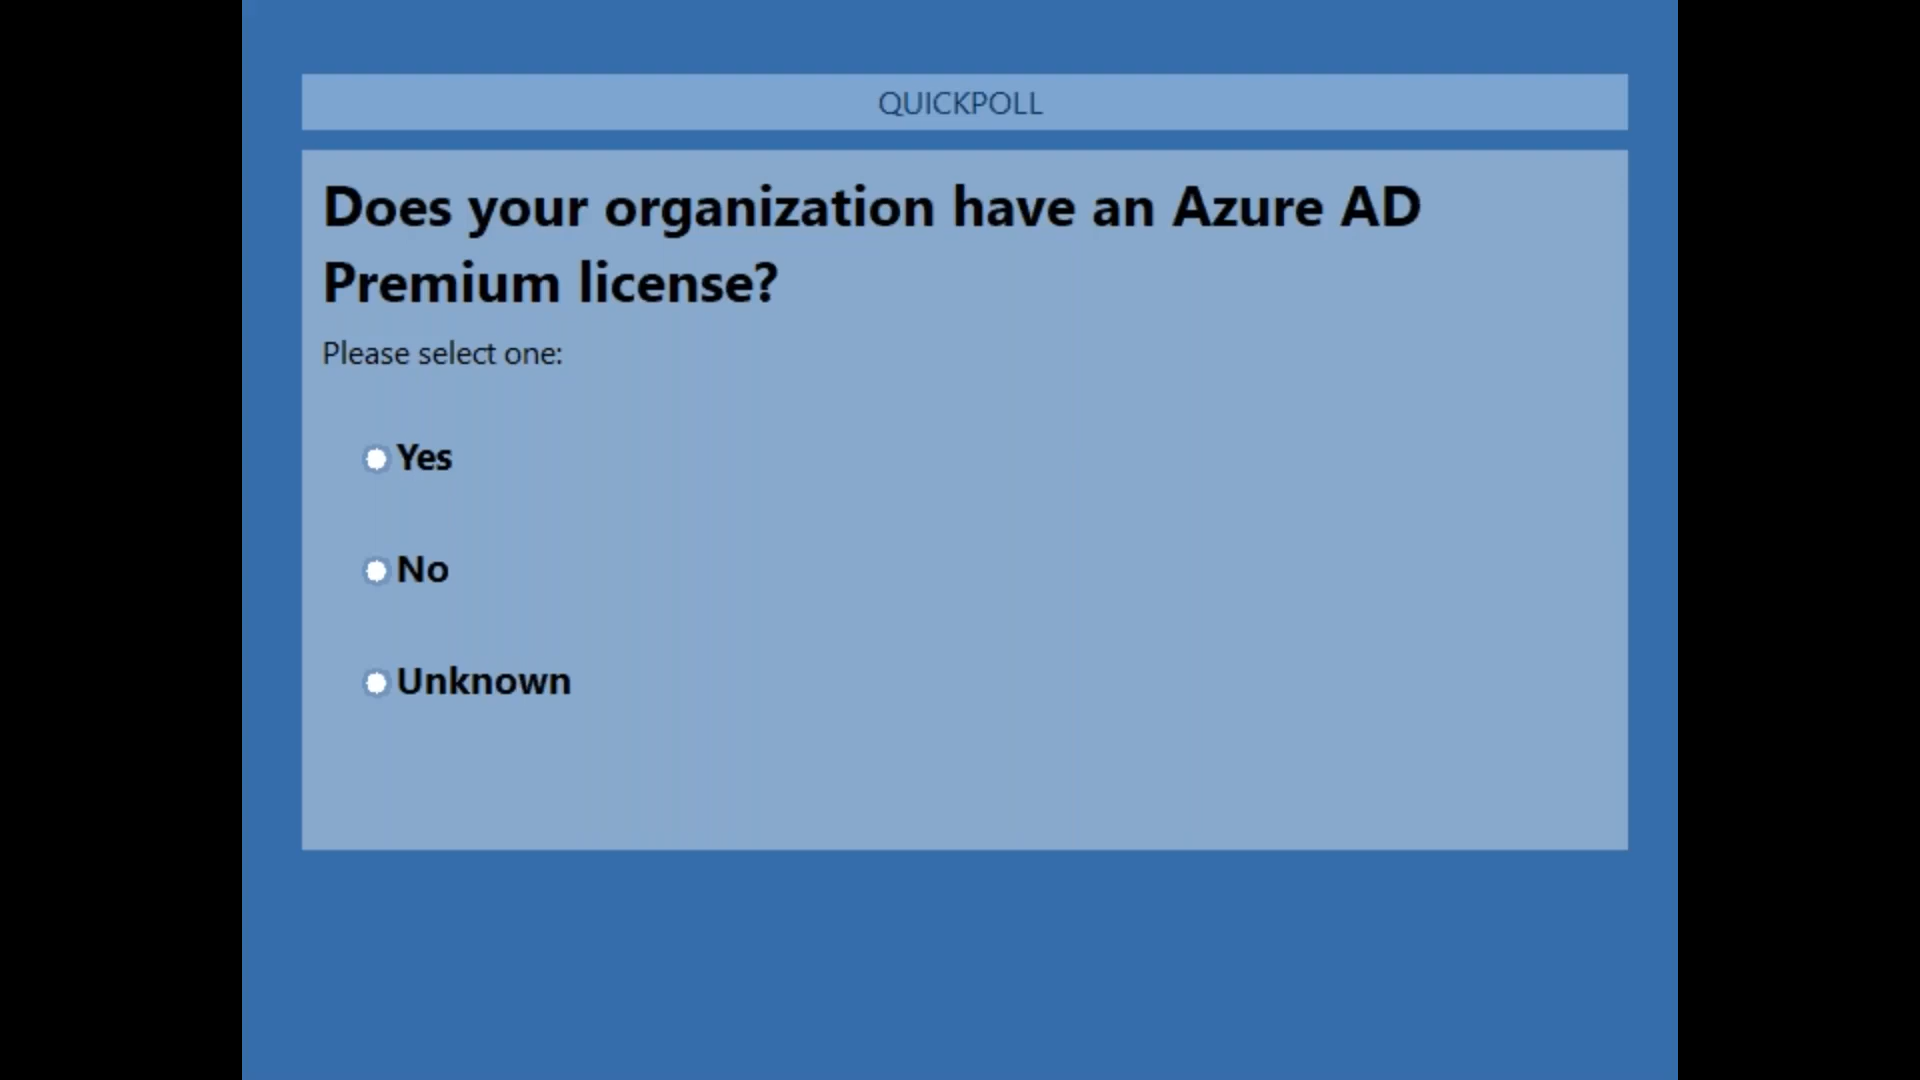 QUICKPOLL
Does your organization have an Azure AD
Premium license?
Please select one:
Yes
No
Unknown